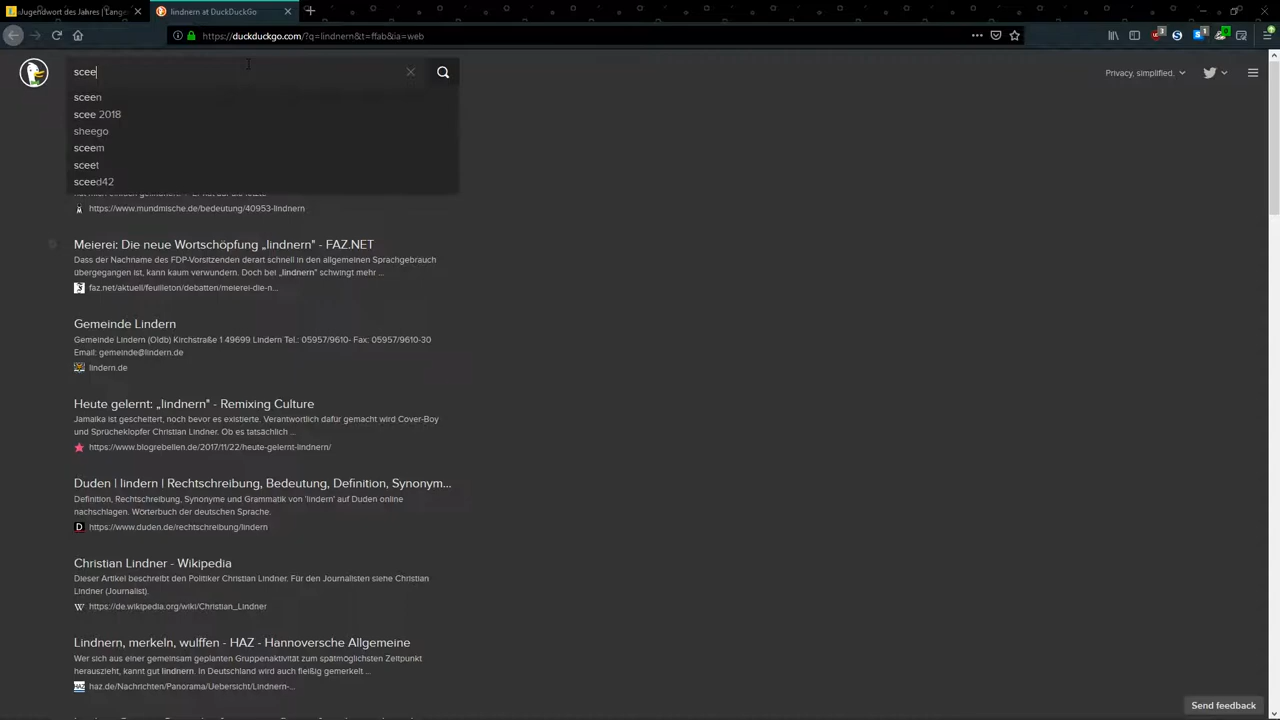 Jugendwort des Jahres | Lange
lindnern at DuckDuckGo
https://duckduckgo.com/?q=lindnern&t=ffab&ia=web
scee
Privacy, simplified.
sceen
scee 2018
sheego
sceem
sceet
sceed42
https://www.mundmische.de/bedeutung/40953-lindnern
Meierei: Die neue Wortschöpfung „lindnern" - FAZ.NET
Dass der Nachname des FDP-Vorsitzenden derart schnell in den allgemeinen Sprachgebrauch
übergegangen ist, kann kaum verwundern. Doch bei „lindnern" schwingt mehr ...
faz.net/aktuell/feuilleton/debatten/meierei-die-n...
Gemeinde Lindern
Gemeinde Lindern (Oldb) Kirchstraße 1 49699 Lindern Tel.: 05957/9610- Fax: 05957/9610-30
Email: gemeinde@lindern.de
lindern.de
Heute gelernt: „lindnern" - Remixing Culture
Jamaika ist gescheitert, noch bevor es existierte. Verantwortlich dafür gemacht wird Cover-Boy
und Sprücheklopfer Christian Lindner. Ob es tatsächlich ...
https://www.blogrebellen.de/2017/11/22/heute-gelernt-lindnern/
Duden | lindern | Rechtschreibung, Bedeutung, Definition, Synonym...
Definition, Rechtschreibung, Synonyme und Grammatik von 'lindern' auf Duden online
nachschlagen. Wörterbuch der deutschen Sprache.
https://www.duden.de/rechtschreibung/lindern
Christian Lindner - Wikipedia
Dieser Artikel beschreibt den Politiker Christian Lindner. Für den Journalisten siehe Christian
Lindner (Journalist).
https://de.wikipedia.org/wiki/Christian_Lindner
Lindnern, merkeln, wulffen - HAZ - Hannoversche Allgemeine
Wer sich aus einer gemeinsam geplanten Gruppenaktivität zum spätmöglichsten Zeitpunkt
herauszieht, kannt gut lindnern. In Deutschland wird auch fleißig gemerkelt ...
haz.de/Nachrichten/Panorama/Uebersicht/Lindnern-...
Send feedback